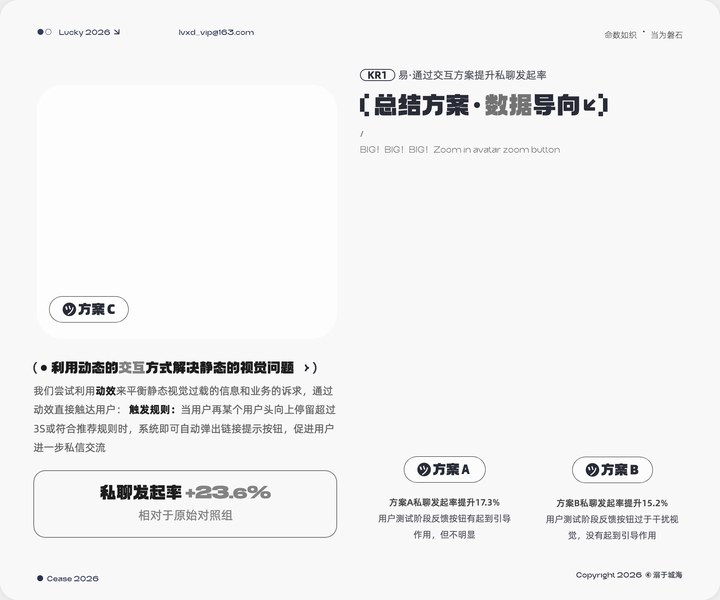 Lucky 2026
lvxd_vip@163.com
命数如织 · 当为磐石
KR1 易·通过交互方案提升私聊发起率
总结方案·数据导向
/
BIG! BIG! BIG! Zoom in avatar zoom button
方案C
(● 利用动态的交互方式解决静态的视觉问题 >)
我们尝试利用动效来平衡静态视觉过载的信息和业务的诉求，通过
动效直接触达用户： 触发规则：当用户再某个用户头向上停留超过
3S或符合推荐规则时，系统即可自动弹出链接提示按钮，促进用户
进一步私信交流
私聊发起率+23.6%
相对于原始对照组
方案A
方案A私聊发起率提升17.3%
用户测试阶段反馈按钮有起到引导
作用，但不明显
方案B
方案B私聊发起率提升15.2%
用户测试阶段反馈按钮过于干扰视
觉，没有起到引导作用
Cease 2026
Copyright 2026 ®溺于城海